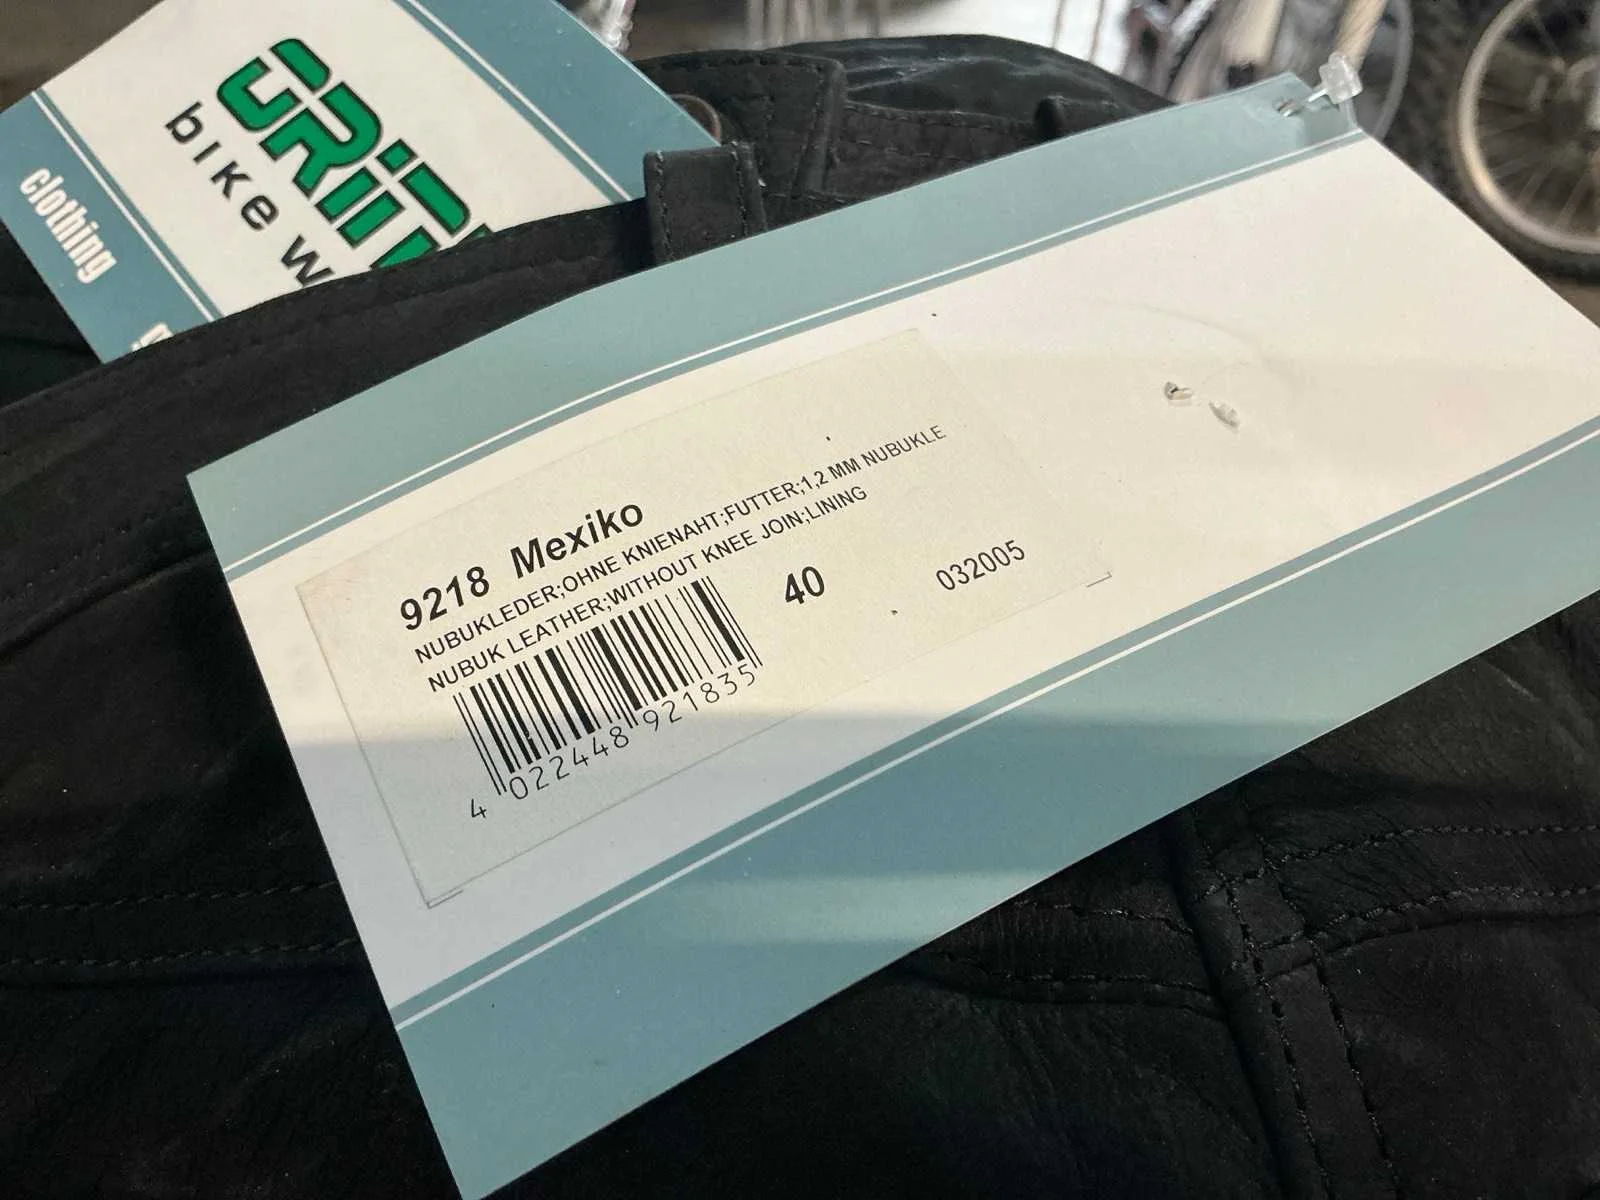 clothing
bike
9218 Mexiko
NUBUKLEDER;OHNE KNIENAHT;FUTTER;1,2 MM NUBUKLE
NUBUK LEATHER;WITHOUT KNEE JOIN;LINING
40
032005
4 022448 921835